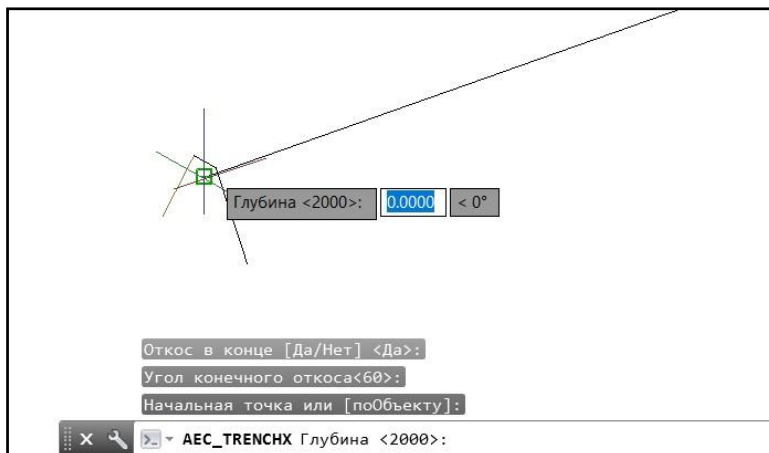 Глубина <2000>: 0.0000 < 0°
Откос в конце [Да/Нет] <Да>:
Угол конечного откоса<60>:
Начальная точка или [поОбъекту]:
AEC_TRENCHX Глубина <2000>: